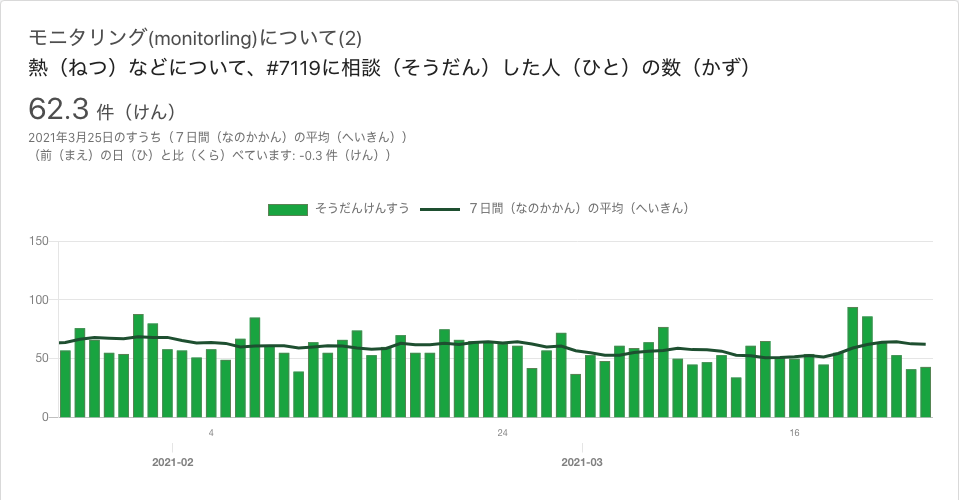 モニタリング(monitorling)について(2)
熱（ねつ）などについて、#7119に相談（そうだん）した人（ひと）の数（かず）
62.3 件（けん）
2021年3月25日のすうち（７日間（なのかかん）の平均（へいきん））
（前（まえ）の日（ひ）と比（くら）べています: -0.3 件（けん））
そうだんけんすう ７日間（なのかかん）の平均（へいきん）
150
100
50
0
4 24 16
2021-02 2021-03